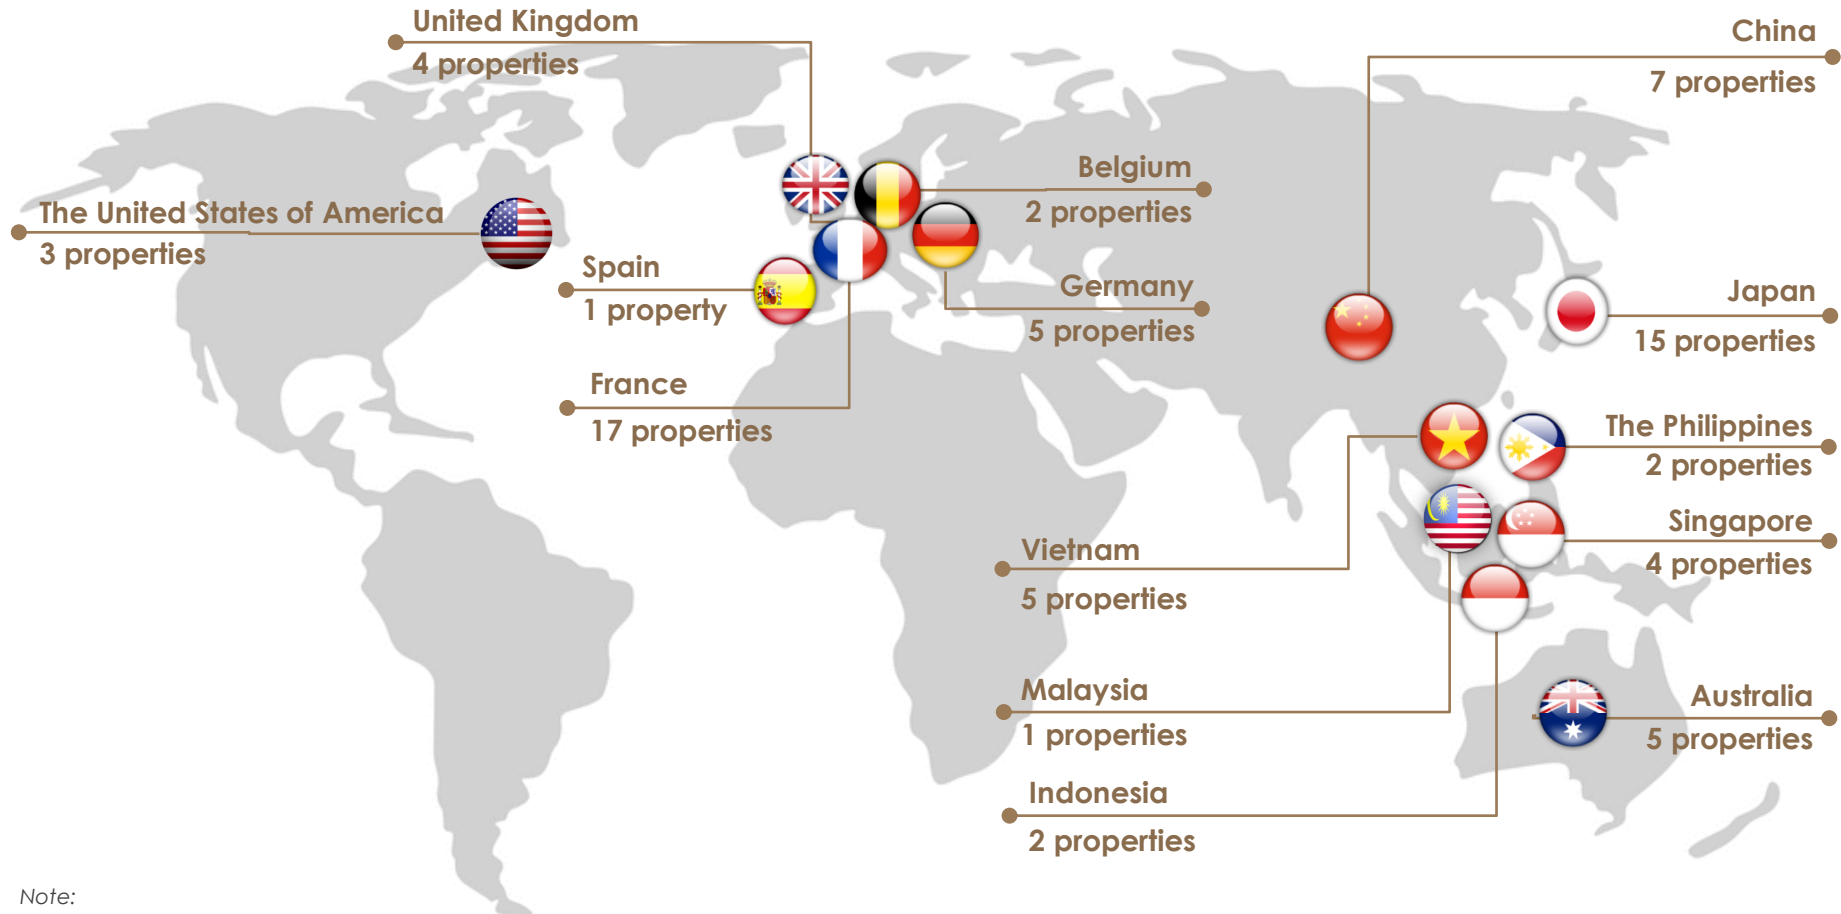 United Kingdom
4 properties
China
7 properties
Belgium
2 properties
The United States of America
3 properties
Spain
1 property
Germany
5 properties
Japan
15 properties
France
17 properties
The Philippines
2 properties
Singapore
4 properties
Vietnam
5 properties
Malaysia
1 properties
Australia
5 properties
Indonesia
2 properties
Note: